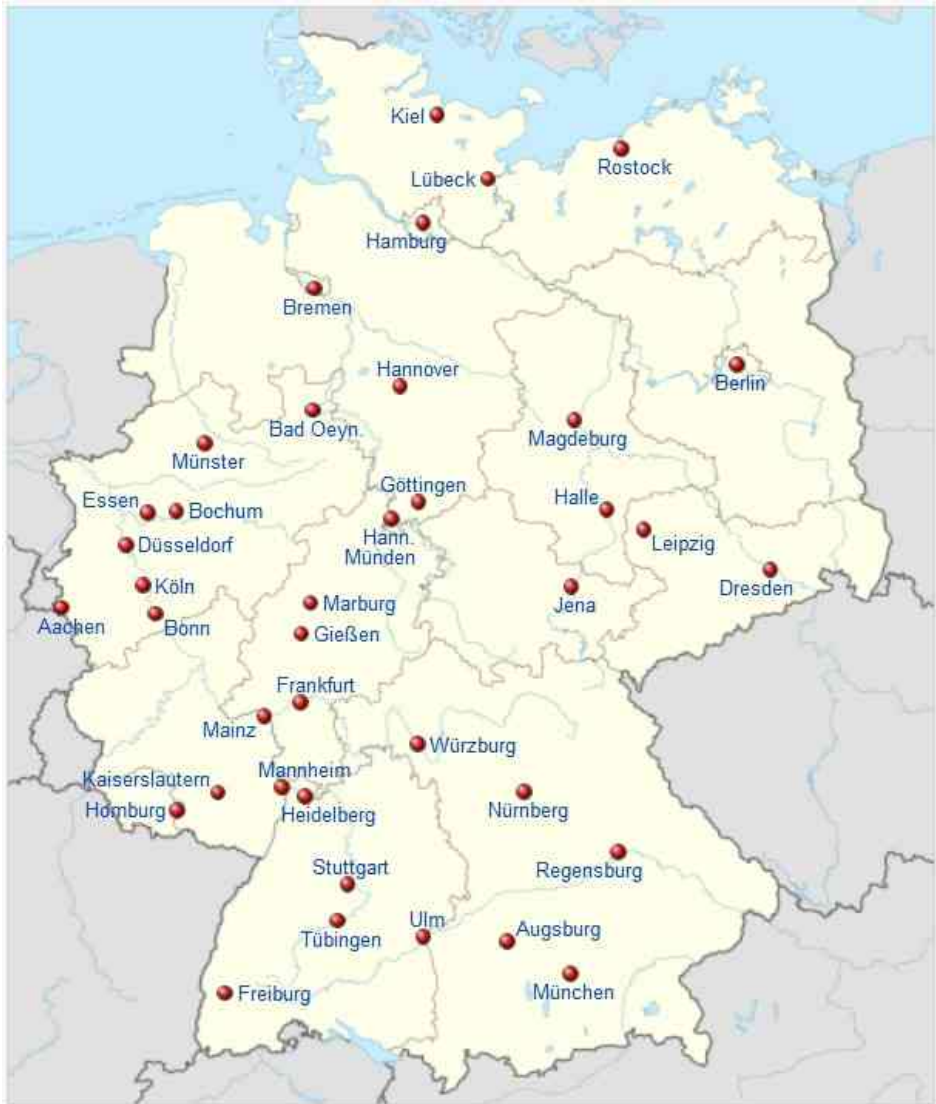 Kiel
Rostock
Lübeck
Hamburg
Bremen
Hannover
Berlin
Bad Oeyn.
Magdeburg
Münster
Göttingen
Essen
Bochum
Halle
Hann.
Münden
Düsseldorf
Leipzig
Köln
Dresden
Jena
Marburg
Aachen
Bonn
Gießen
Frankfurt
Mainz
Würzburg
Mannheim
Kaiserslautern
Homburg
Heidelberg
Nürnberg
Stuttgart
Regensburg
Ulm
Augsburg
Tübingen
Freiburg
München